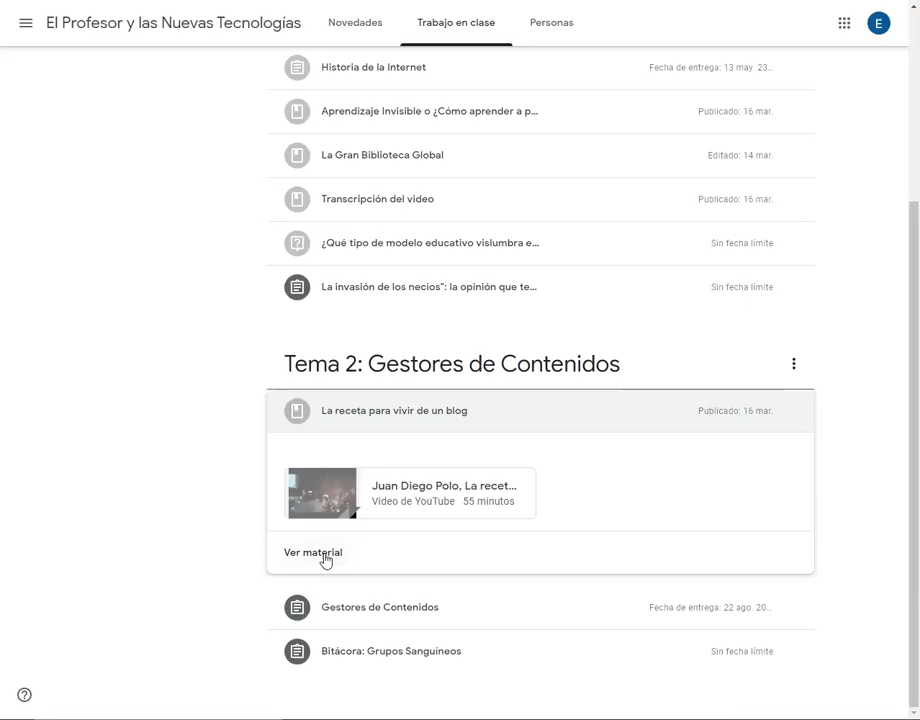 El Profesor y las Nuevas Tecnologías
Novedades
Trabajo en clase
Personas
E
Historia de la Internet
Fecha de entrega: 13 may. 23...
Aprendizaje Invisible o ¿Cómo aprender a p...
Publicado: 16 mar.
La Gran Biblioteca Global
Editado: 14 mar.
Transcripción del video
Publicado: 16 mar.
¿Qué tipo de modelo educativo vislumbra e...
Sin fecha límite
La invasión de los necios": la opinión que te...
Sin fecha límite
Tema 2: Gestores de Contenidos
La receta para vivir de un blog
Publicado: 16 mar.
Juan Diego Polo, La recet...
Video de YouTube 55 minutos
Ver material
Gestores de Contenidos
Fecha de entrega: 22 ago. 20...
Bitácora: Grupos Sanguíneos
Sin fecha límite